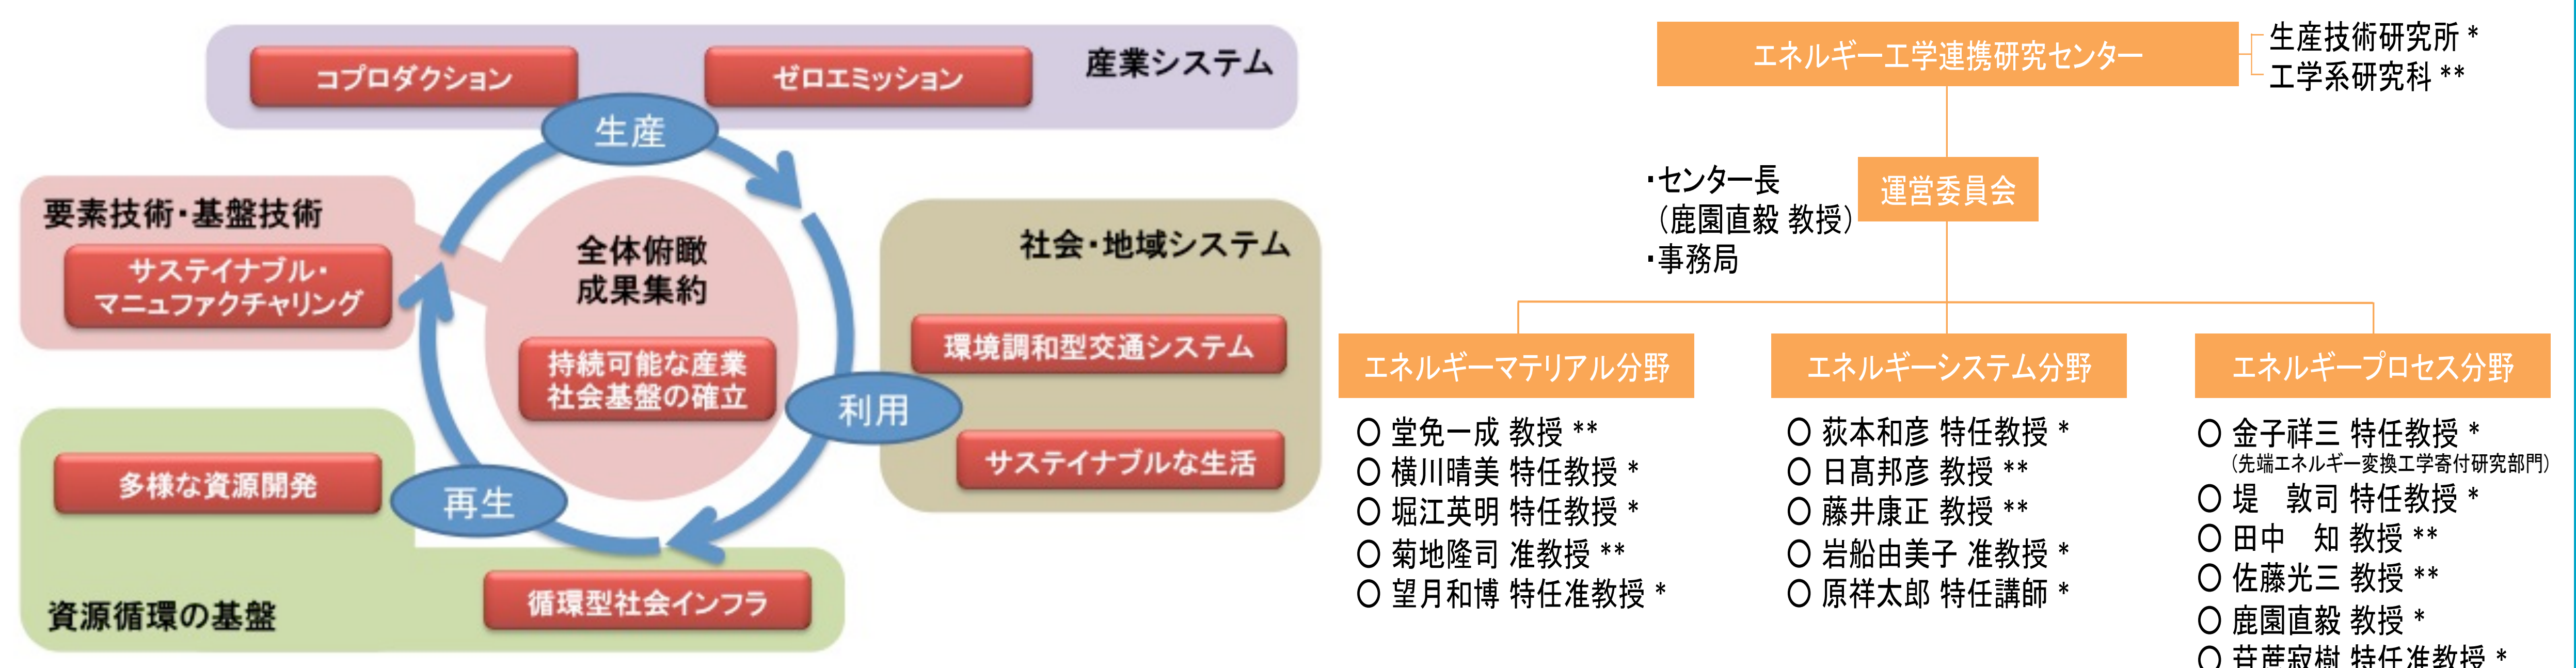 産業システム
コプロダクション
ゼロエミッション
生産
要素技術・基盤技術
サステイナブル・
マニュファクチャリング
全体俯瞰
成果集約
持続可能な産業
社会基盤の確立
社会・地域システム
環境調和型交通システム
利用
サステイナブルな生活
多様な資源開発
再生
循環型社会インフラ
資源循環の基盤
エネルギー工学連携研究センター
生産技術研究所 *
工学系研究科 **
運営委員会
・センター長
（鹿園直毅 教授）
・事務局
エネルギーマテリアル分野
〇 堂免一成 教授 **
〇 横川晴美 特任教授 *
〇 堀江英明 特任教授 *
〇 菊地隆司 准教授 **
〇 望月和博 特任准教授 *
エネルギーシステム分野
〇 荻本和彦 特任教授 *
〇 日髙邦彦 教授 **
〇 藤井康正 教授 **
〇 岩船由美子 准教授 *
〇 原祥太郎 特任講師 *
エネルギープロセス分野
〇 金子祥三 特任教授 *
（先端エネルギー変換工学寄付研究部門）
〇 堤　敦司 特任教授 *
〇 田中　知 教授 **
〇 佐藤光三 教授 **
〇 鹿園直毅 教授 *
〇 苷蔗寂樹 特任准教授 *